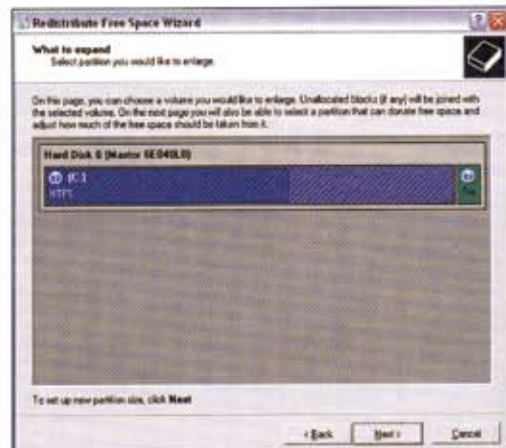 Redistribute Free Space Wizard
What to expand
Select partition you would like to enlarge.
On this page, you can choose a volume you would like to enlarge. Unallocated blocks (if any) will be joined with
the selected volume. On the next page you will also be able to select a partition that can donate free space and
adjust how much of the free space should be taken from it.
Hard Disk 0 (Maxtor 6E040L0)
(C:)
NTFS
To set up new partition size, click Next
< Back
Next >
Cancel